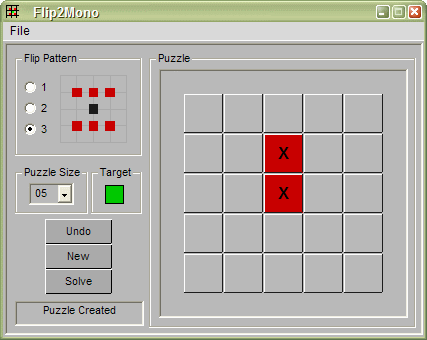 Flip2Mono
File
Flip Pattern
1
2
3
Puzzle Size
05
Target
Undo
New
Solve
Puzzle Created
Puzzle
X
X